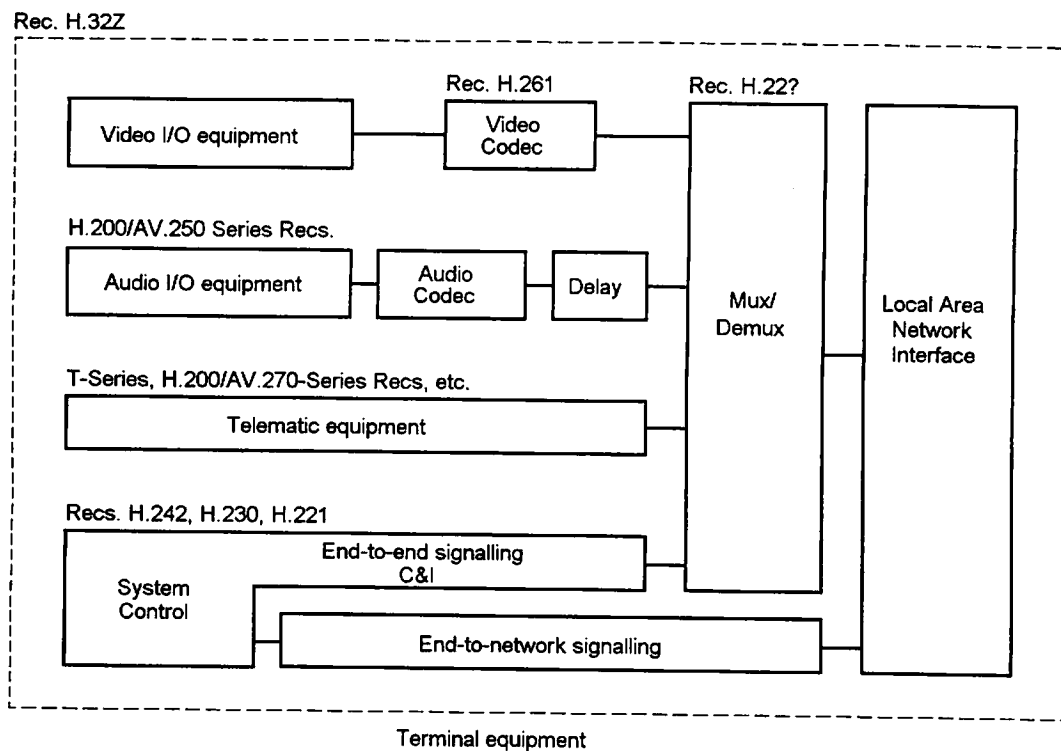 Rec. H.32Z
Rec. H.261
Rec. H.22?
Video I/O equipment
Video
Codec
H.200/AV.250 Series Recs.
Audio I/O equipment
Audio
Codec
Delay
Mux/
Demux
Local Area
Network
Interface
T-Series, H.200/AV.270-Series Recs, etc.
Telematic equipment
Recs. H.242, H.230, H.221
End-to-end signalling
C&I
System
Control
End-to-network signalling
Terminal equipment